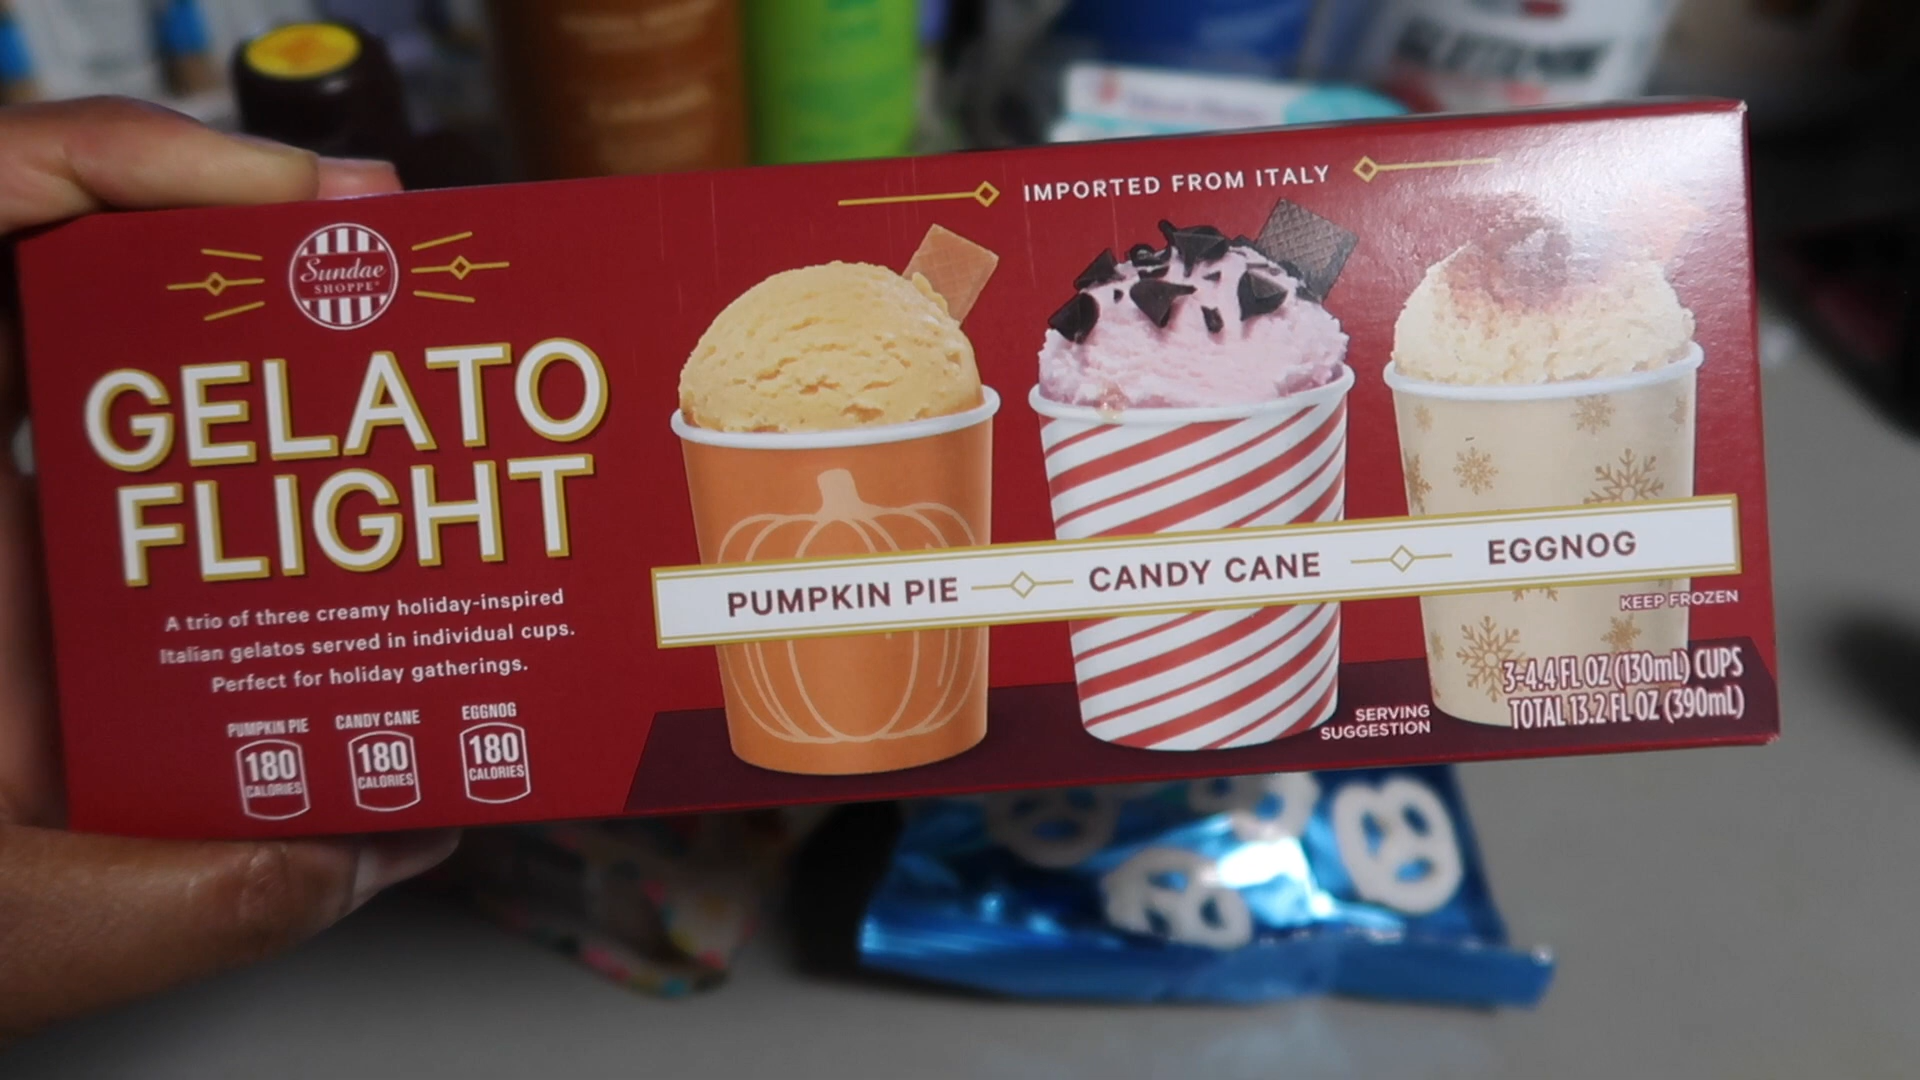 IMPORTED FROM ITALY
Sundae
SHOPPE
GELATO
FLIGHT
A trio of three creamy holiday-inspired
Italian gelatos served in individual cups.
Perfect for holiday gatherings.
PUMPKIN PIE
180
CALORIES
CANDY CANE
180
CALORIES
EGGNOG
180
CALORIES
PUMPKIN PIE
CANDY CANE
EGGNOG
KEEP FROZEN
3-4.4 FL OZ (130mL) CUPS
TOTAL 13.2 FL OZ (390mL)
SERVING
SUGGESTION